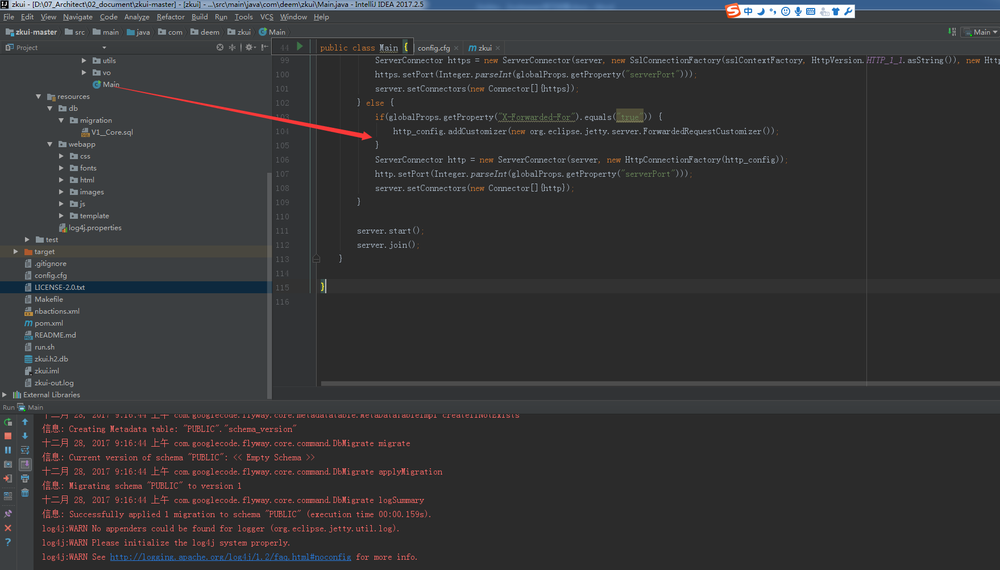 zkui - [D:\07_Architect\02_document\zkui-master] - [zkui] - ...\src\main\java\com\deem\zkui\Main.java - IntelliJ IDEA 2017.2.5
中
File Edit View Navigate Code Analyze Refactor Build Run Tools VCS Window Help
zkui-master src main java com deem zkui Main
Main
Project
44 public class Main {
config.cfg
zkui
utils
vo
Main
resources
db
migration
V1__Core.sql
webapp
css
fonts
html
images
js
template
log4j.properties
test
target
.gitignore
config.cfg
LICENSE-2.0.txt
Makefile
nbactions.xml
pom.xml
README.md
run.sh
zkui.h2.db
zkui.iml
zkui-out.log
External Libraries
99 ServerConnector https = new ServerConnector(server, new SslConnectionFactory(sslContextFactory, HttpVersion.HTTP_1_1.asString()), new Http
100 https.setPort(Integer.parseInt(globalProps.getProperty("serverPort")));
101 server.setConnectors(new Connector[]{https});
102 } else {
103 if(globalProps.getProperty("X-Forwarded-For").equals("true")) {
104 http_config.addCustomizer(new org.eclipse.jetty.server.ForwardedRequestCustomizer());
105 }
106 ServerConnector http = new ServerConnector(server, new HttpConnectionFactory(http_config));
107 http.setPort(Integer.parseInt(globalProps.getProperty("serverPort")));
108 server.setConnectors(new Connector[]{http});
109 }
110
111 server.start();
112 server.join();
113 }
114
115 }
116
Run Main
十二月 28, 2017 9:16:44 上午 com.googlecode.flyway.core.metadatatable.MetaDataTableImpl createIfNotExists
信息: Creating Metadata table: "PUBLIC"."schema_version"
十二月 28, 2017 9:16:44 上午 com.googlecode.flyway.core.command.DbMigrate migrate
信息: Current version of schema "PUBLIC": << Empty Schema >>
十二月 28, 2017 9:16:44 上午 com.googlecode.flyway.core.command.DbMigrate applyMigration
信息: Migrating schema "PUBLIC" to version 1
十二月 28, 2017 9:16:44 上午 com.googlecode.flyway.core.command.DbMigrate logSummary
信息: Successfully applied 1 migration to schema "PUBLIC" (execution time 00:00.159s).
log4j:WARN No appenders could be found for logger (org.eclipse.jetty.util.log).
log4j:WARN Please initialize the log4j system properly.
log4j:WARN See http://logging.apache.org/log4j/1.2/faq.html#noconfig for more info.